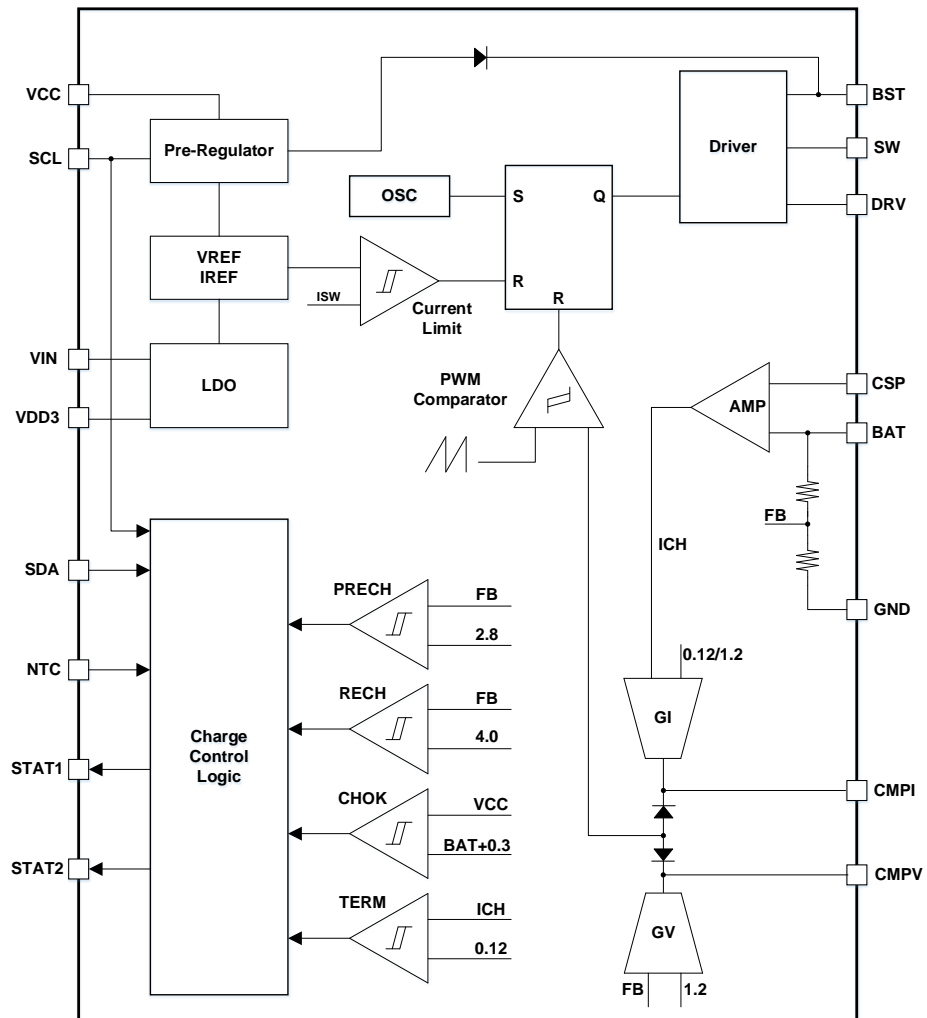 VCC
SCL
VIN
VDD3
SDA
NTC
STAT1
STAT2
Pre-Regulator
VREF
IREF
LDO
OSC
ISW
Current
Limit
S
Q
R
R
Driver
BST
SW
DRV
PWM
Comparator
AMP
CSP
BAT
FB
GND
ICH
0.12/1.2
GI
CMPI
CMPV
GV
FB
1.2
Charge
Control
Logic
PRECH
FB
2.8
RECH
FB
4.0
CHOK
VCC
BAT+0.3
TERM
ICH
0.12